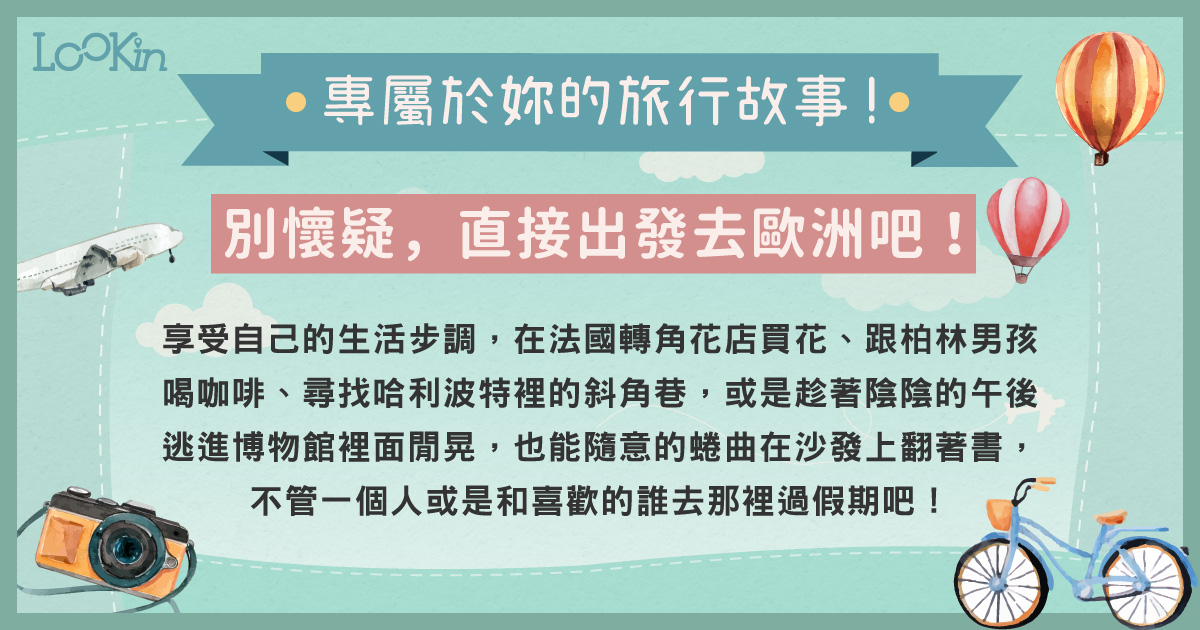 LooKin
專屬於妳的旅行故事！
別懷疑，直接出發去歐洲吧！
享受自己的生活步調，在法國轉角花店買花、跟柏林男孩
喝咖啡、尋找哈利波特裡的斜角巷，或是趁著陰陰的午後
逃進博物館裡面閒晃，也能隨意的蜷曲在沙發上翻著書，
不管一個人或是和喜歡的誰去那裡過假期吧！